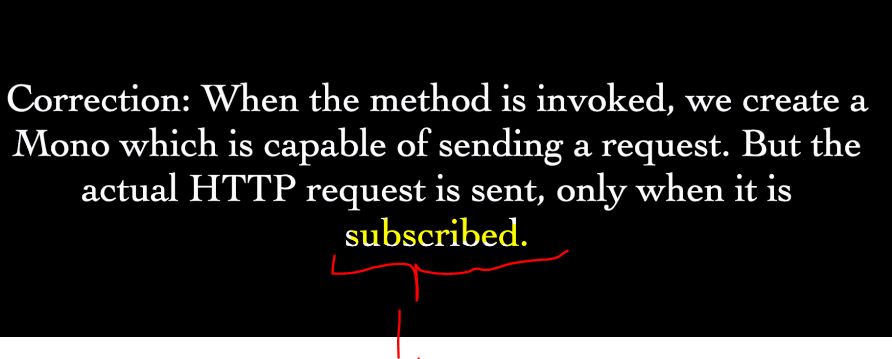 Correction: When the method is invoked, we create a
Mono which is capable of sending a request. But the
actual HTTP request is sent, only when it is
subscribed.